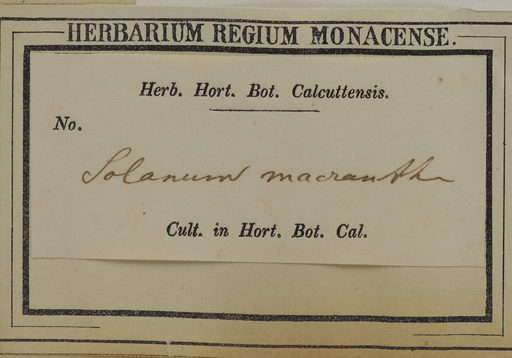 HERBARIUM REGIUM MONACENSE.
Herb. Hort. Bot. Calcuttensis.
No.
Solanum macranth
Cult. in Hort. Bot. Cal.